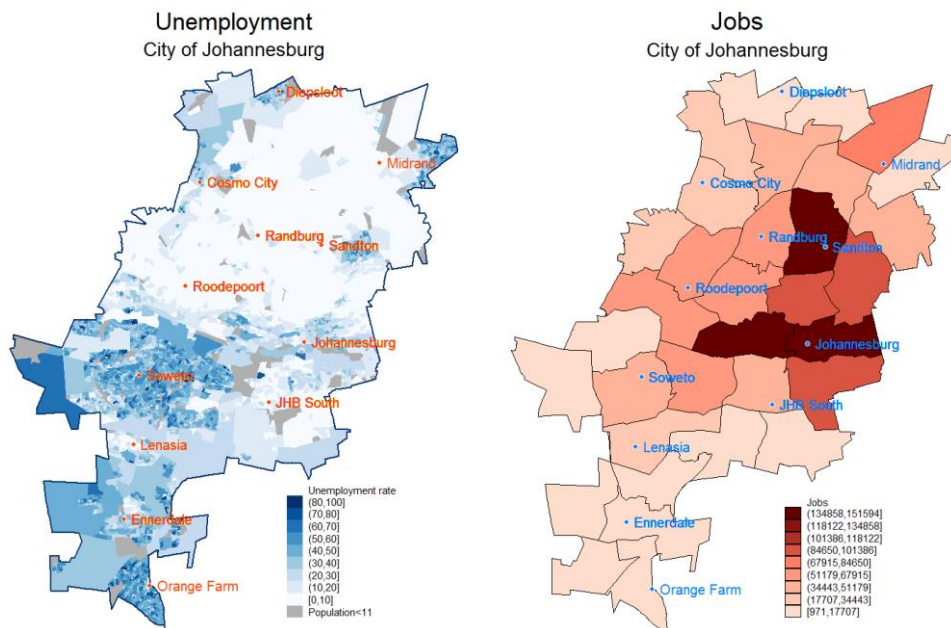 Unemployment
City of Johannesburg
Diepsloot
Midrand
Cosmo City
Randburg
Sandton
Roodepoort
Johannesburg
Soweto
JHB South
Lenasia
Ennerdale
Orange Farm
Unemployment rate
(80,100]
(70,80]
(60,70]
(50,60]
(40,50]
(30,40]
(20,30]
(10,20]
[0,10]
Population<11
Jobs
City of Johannesburg
Diepsloot
Midrand
Cosmo City
Randburg
Sandton
Roodepoort
Johannesburg
Soweto
JHB South
Lenasia
Ennerdale
Orange Farm
Jobs
(134858,151594]
(118122,134858]
(101386,118122]
(84650,101386]
(67915,84650]
(51179,67915]
(34443,51179]
(17707,34443]
[971,17707]